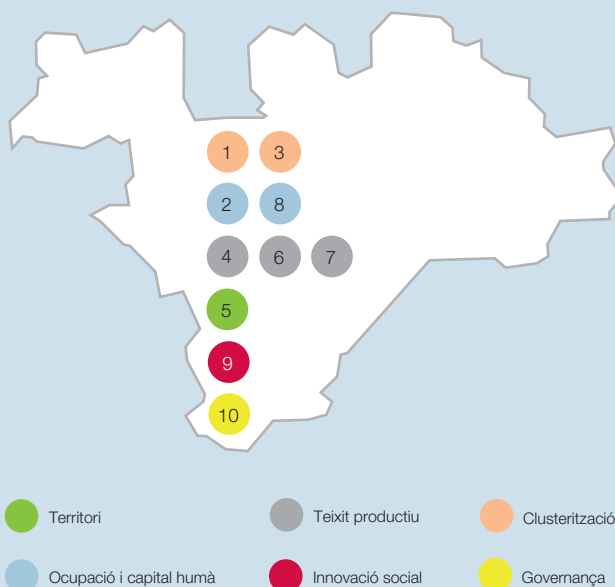 1 3
2 8
4 6 7
5
9
10
Territori Teixit productiu Clusterització
Ocupació i capital humà Innovació social Governança